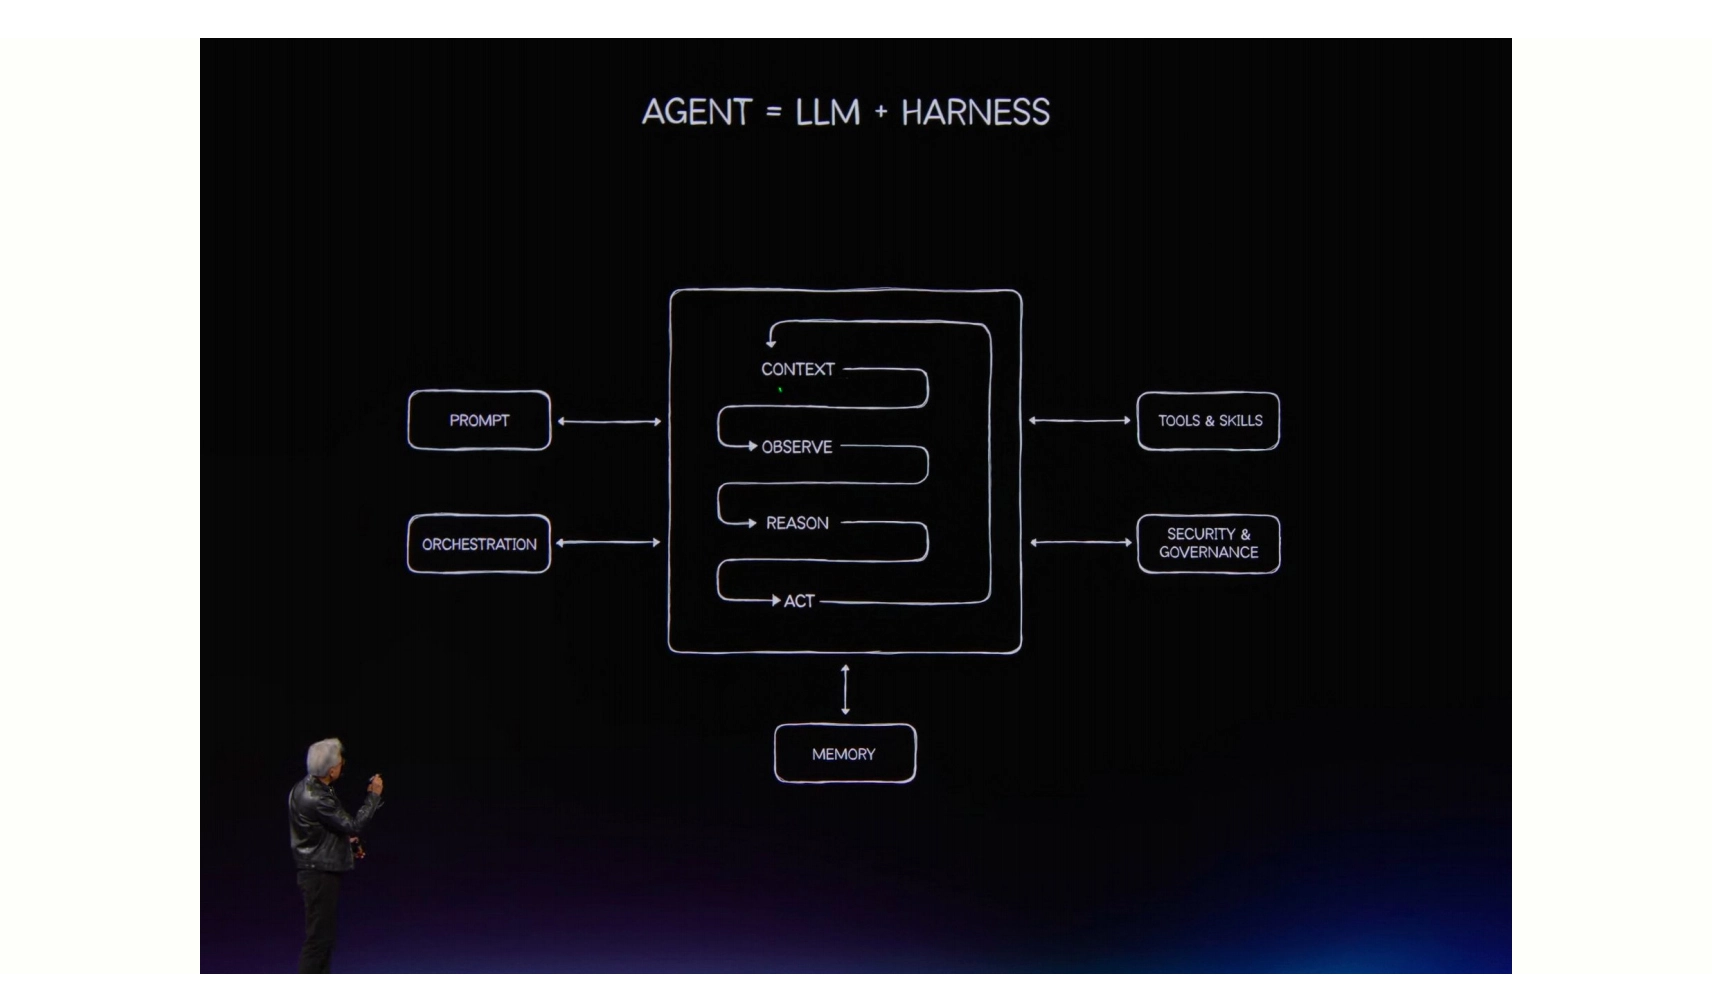 AGENT = LLM + HARNESS
CONTEXT
PROMPT
OBSERVE
TOOLS & SKILLS
REASON
ORCHESTRATION
SECURITY &
GOVERNANCE
ACT
MEMORY